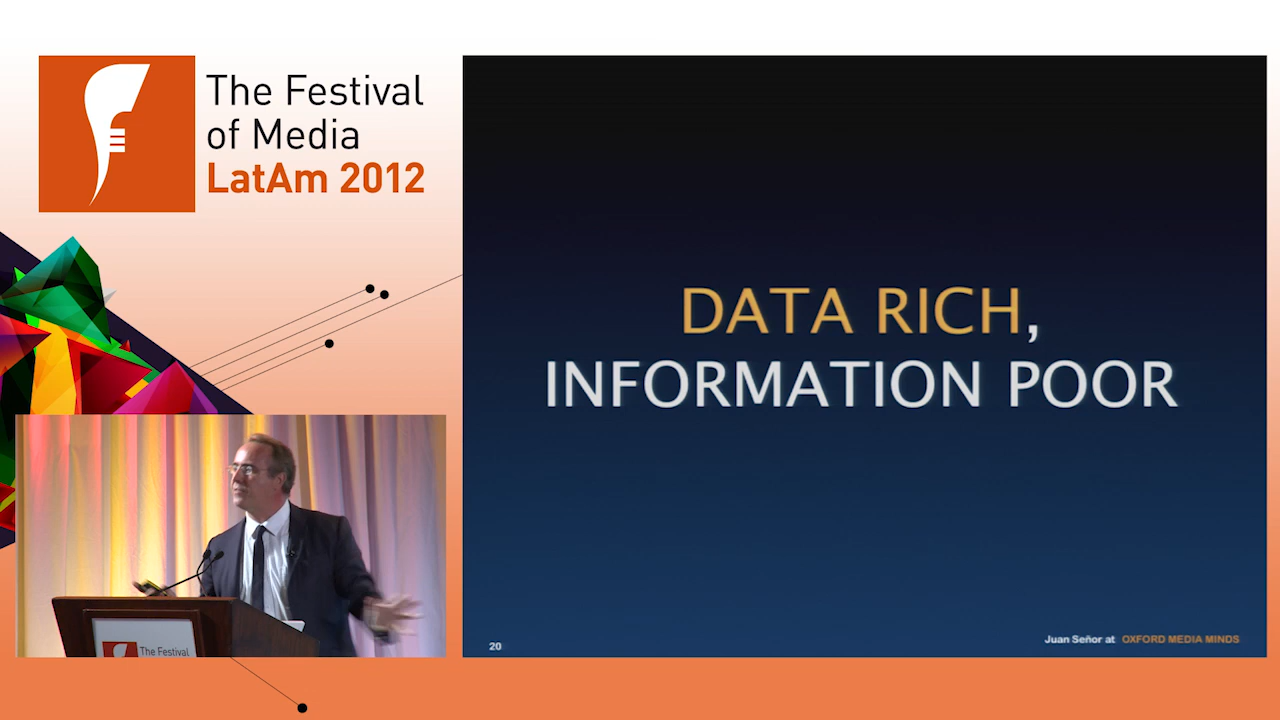 The Festival
of Media
LatAm 2012
DATA RICH,
INFORMATION POOR
20
Juan Señor at OXFORD MEDIA MINDS
The Festival